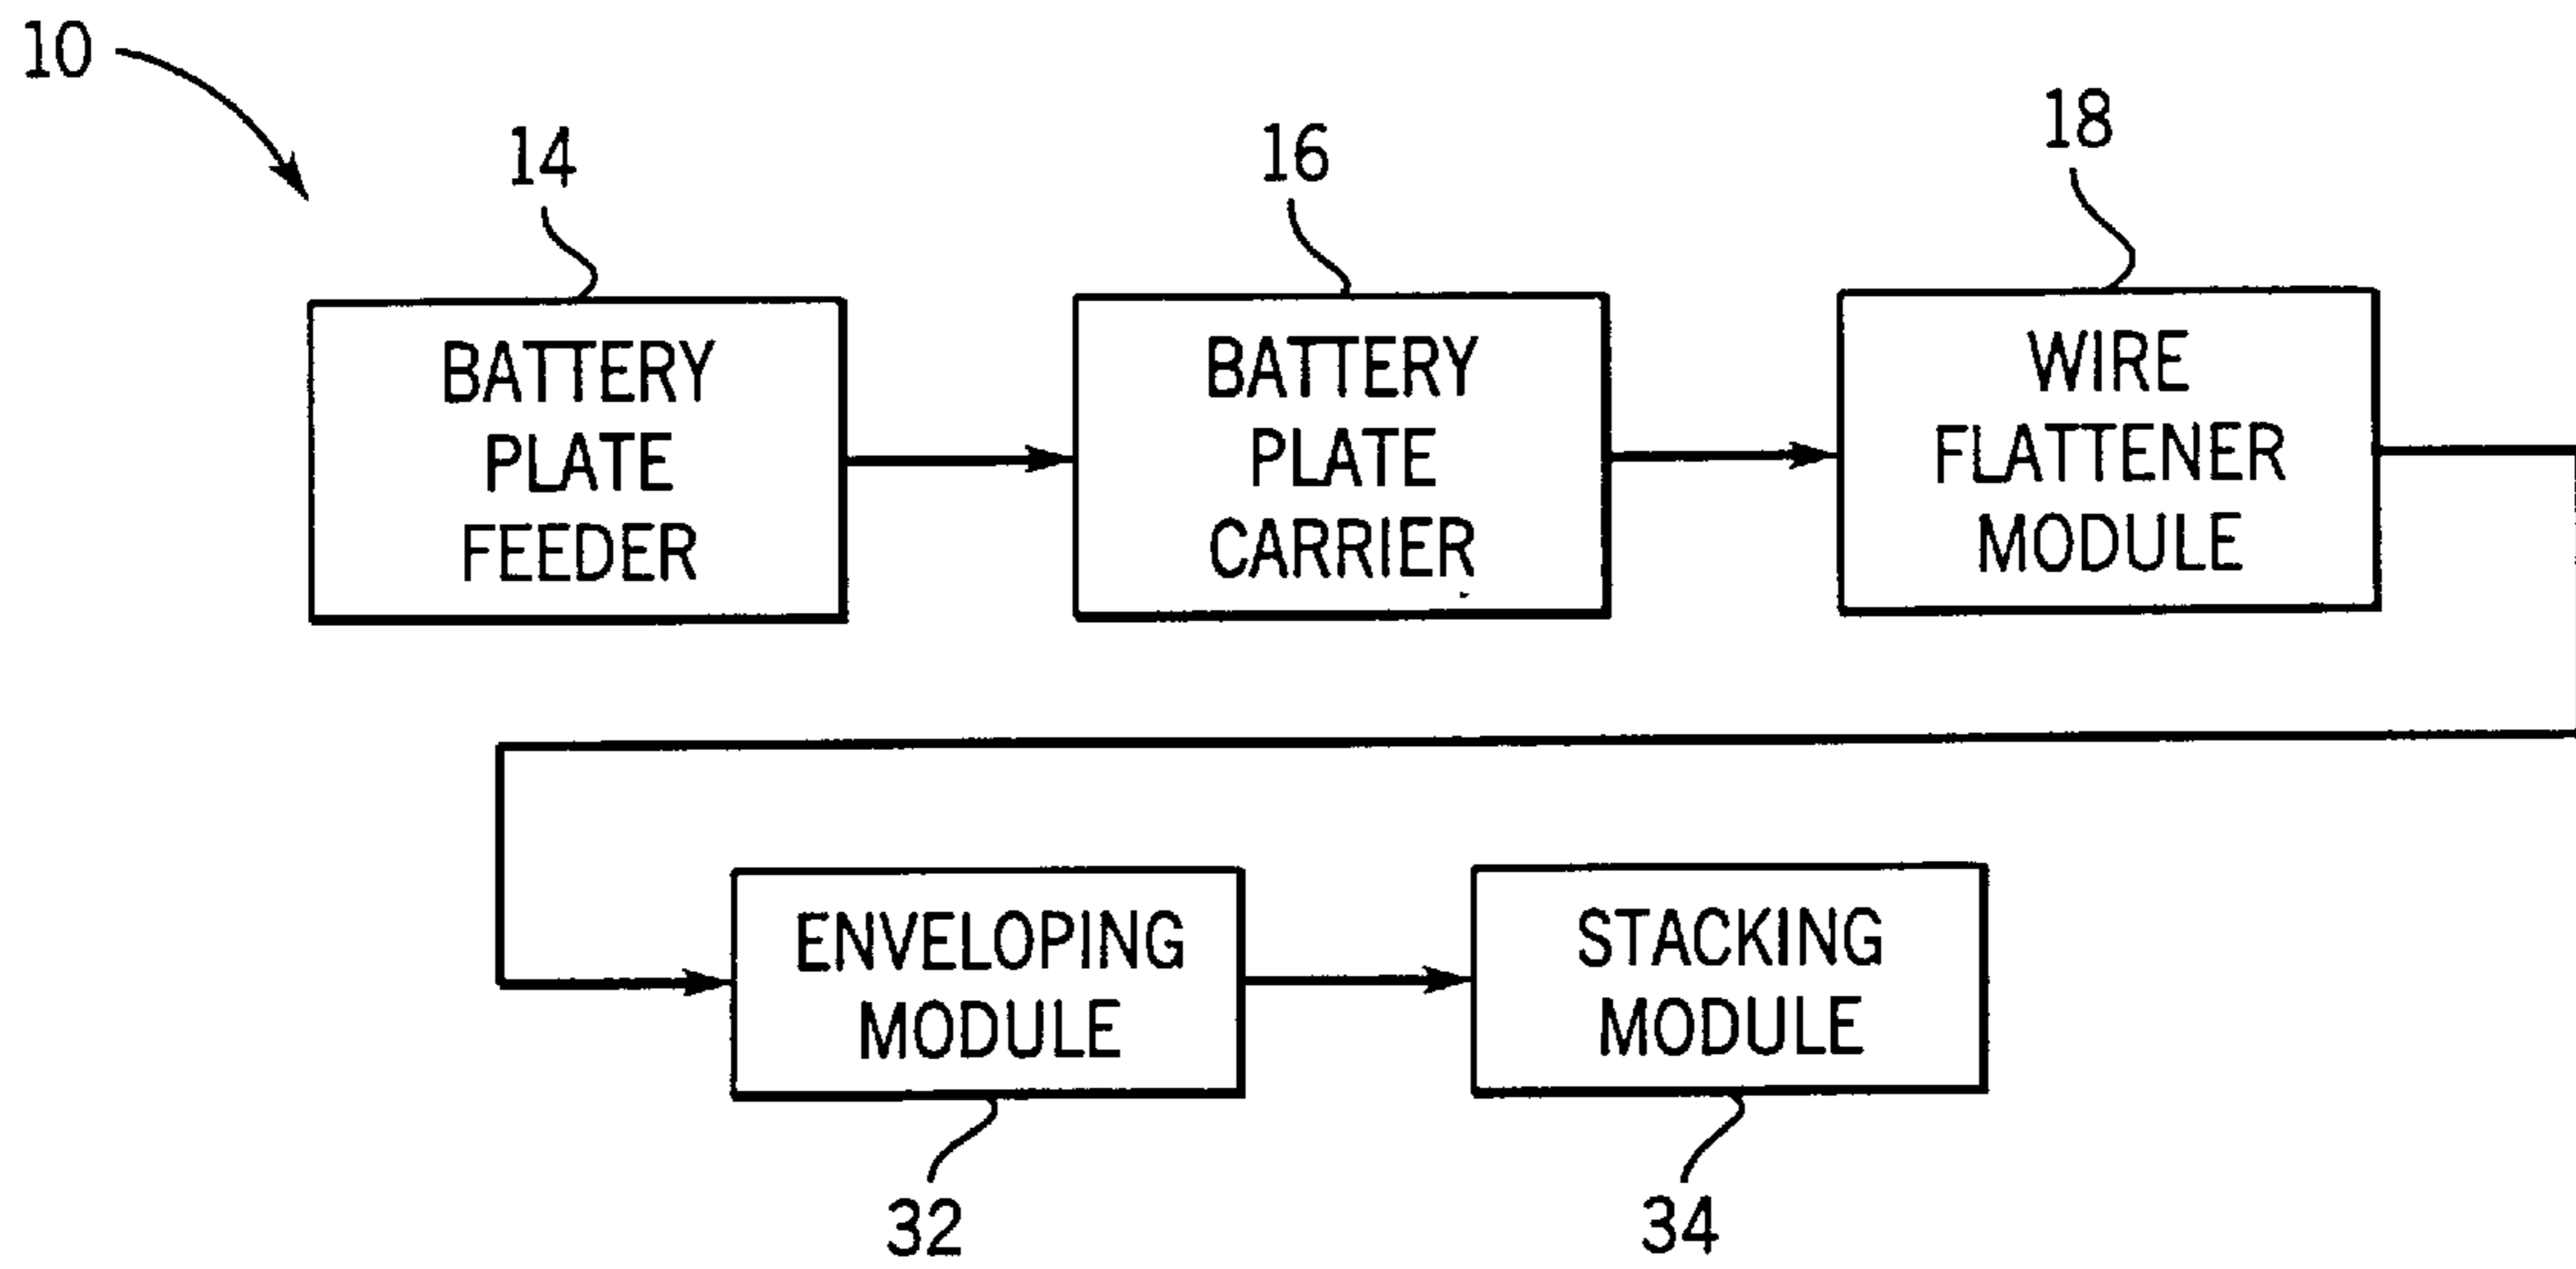 10
14
16
18
BATTERY
PLATE
FEEDER
BATTERY
PLATE
CARRIER
WIRE
FLATTENER
MODULE
ENVELOPING
MODULE
STACKING
MODULE
32
34